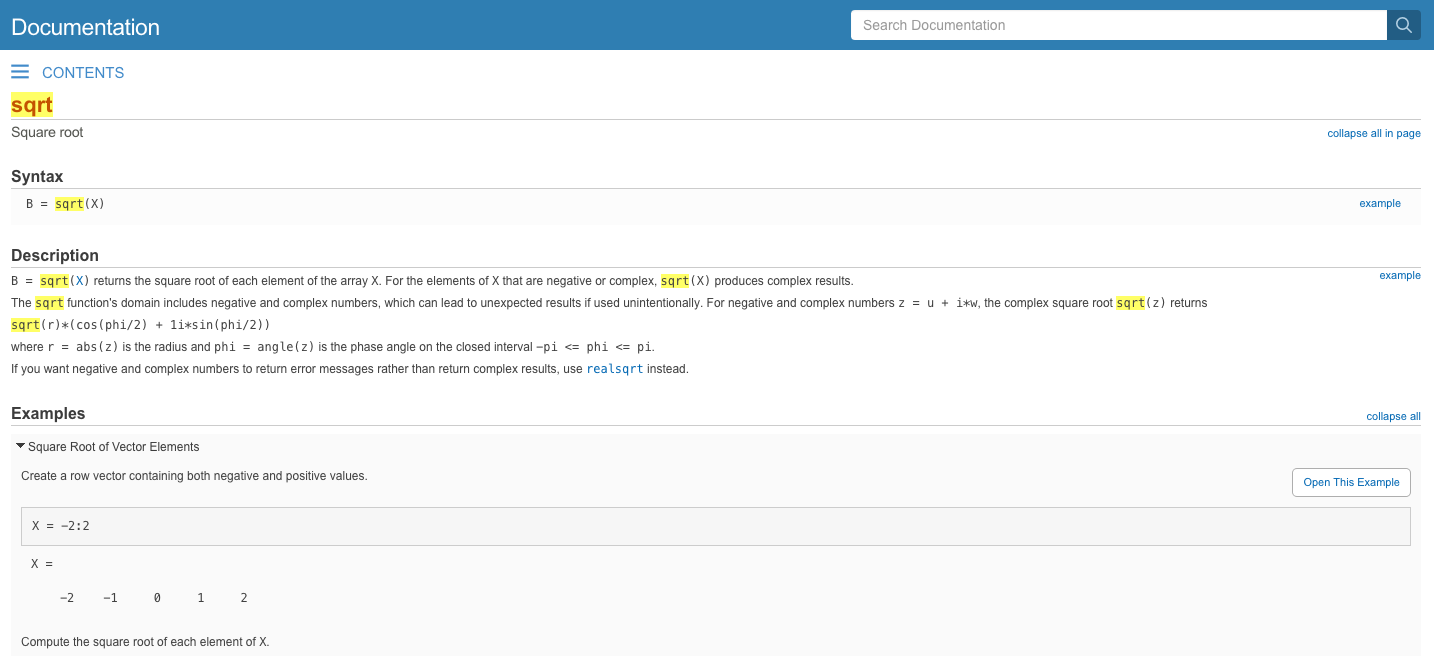 Documentation
Search Documentation
CONTENTS
sqrt
Square root
collapse all in page
Syntax
B = sqrt(X)
example
Description
B = sqrt(X) returns the square root of each element of the array X. For the elements of X that are negative or complex, sqrt(X) produces complex results.
example
The sqrt function's domain includes negative and complex numbers, which can lead to unexpected results if used unintentionally. For negative and complex numbers z = u + i*w, the complex square root sqrt(z) returns
sqrt(r)*(cos(phi/2) + 1i*sin(phi/2))
where r = abs(z) is the radius and phi = angle(z) is the phase angle on the closed interval -pi <= phi <= pi.
If you want negative and complex numbers to return error messages rather than return complex results, use realsqrt instead.
Examples
collapse all
Square Root of Vector Elements
Create a row vector containing both negative and positive values.
Open This Example
X = -2:2
X =
-2 -1 0 1 2
Compute the square root of each element of X.